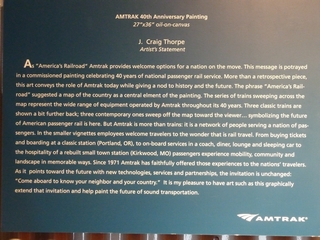 AMTRAK 40th Anniversary Painting
27"x36" oil-on-canvas
J. Craig Thorpe
Artist's Statement
As "America's Railroad" Amtrak provides welcome options for a nation on the move. This message is potrayed
in a commissioned painting celebrating 40 years of national passenger rail service. More than a retrospective piece,
this art conveys the role of Amtrak today while giving a nod to history and the future. The phrase "America's Rail-
road" suggested a map of the country as a central element of the painting. The series of trains sweeping across the
map represent the wide range of equipment operated by Amtrak throughout its 40 years. Three classic trains are
shown a bit further back; three contemporary ones sweep off the map toward the viewer... symbolizing the future
of American passenger rail is here. But Amtrak is more than trains: it is a network of people serving a nation of pas-
sengers. In the smaller vignettes employees welcome travelers to the wonder that is rail travel. From buying tickets
and boarding at a classic station (Portland, OR), to on-board services in a coach, diner, lounge and sleeping car to
the hospitality of a rebuilt small town station (Kirkwood, MO) passengers experience mobility, community and
landscape in memorable ways. Since 1971 Amtrak has faithfully offered those experiences to the nations' travelers.
As it points toward the future with new technologies, services and partnerships, the invitation is unchanged:
"Come aboard to know your neighbor and your country." It is my pleasure to have art such as this graphically
extend that invitation and help paint the future of sound transportation.
AMTRAK